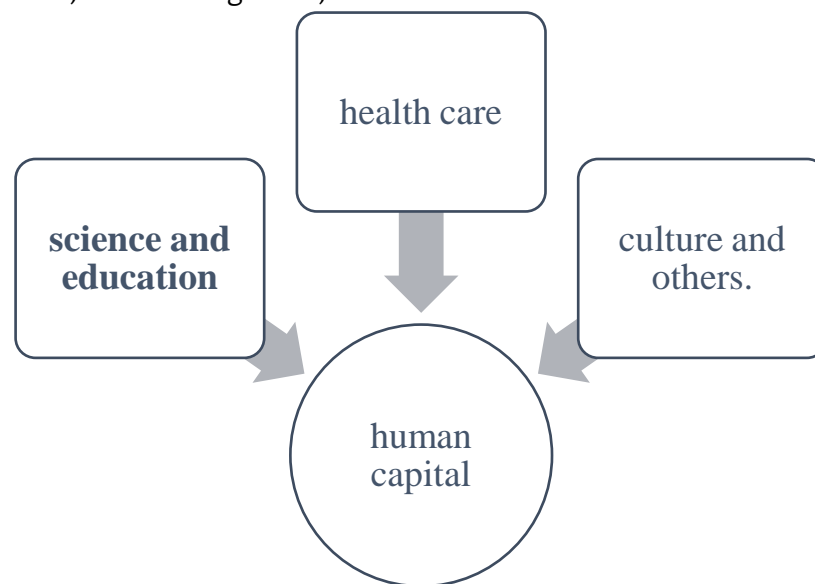 health care
science and
education
culture and
others.
human
capital